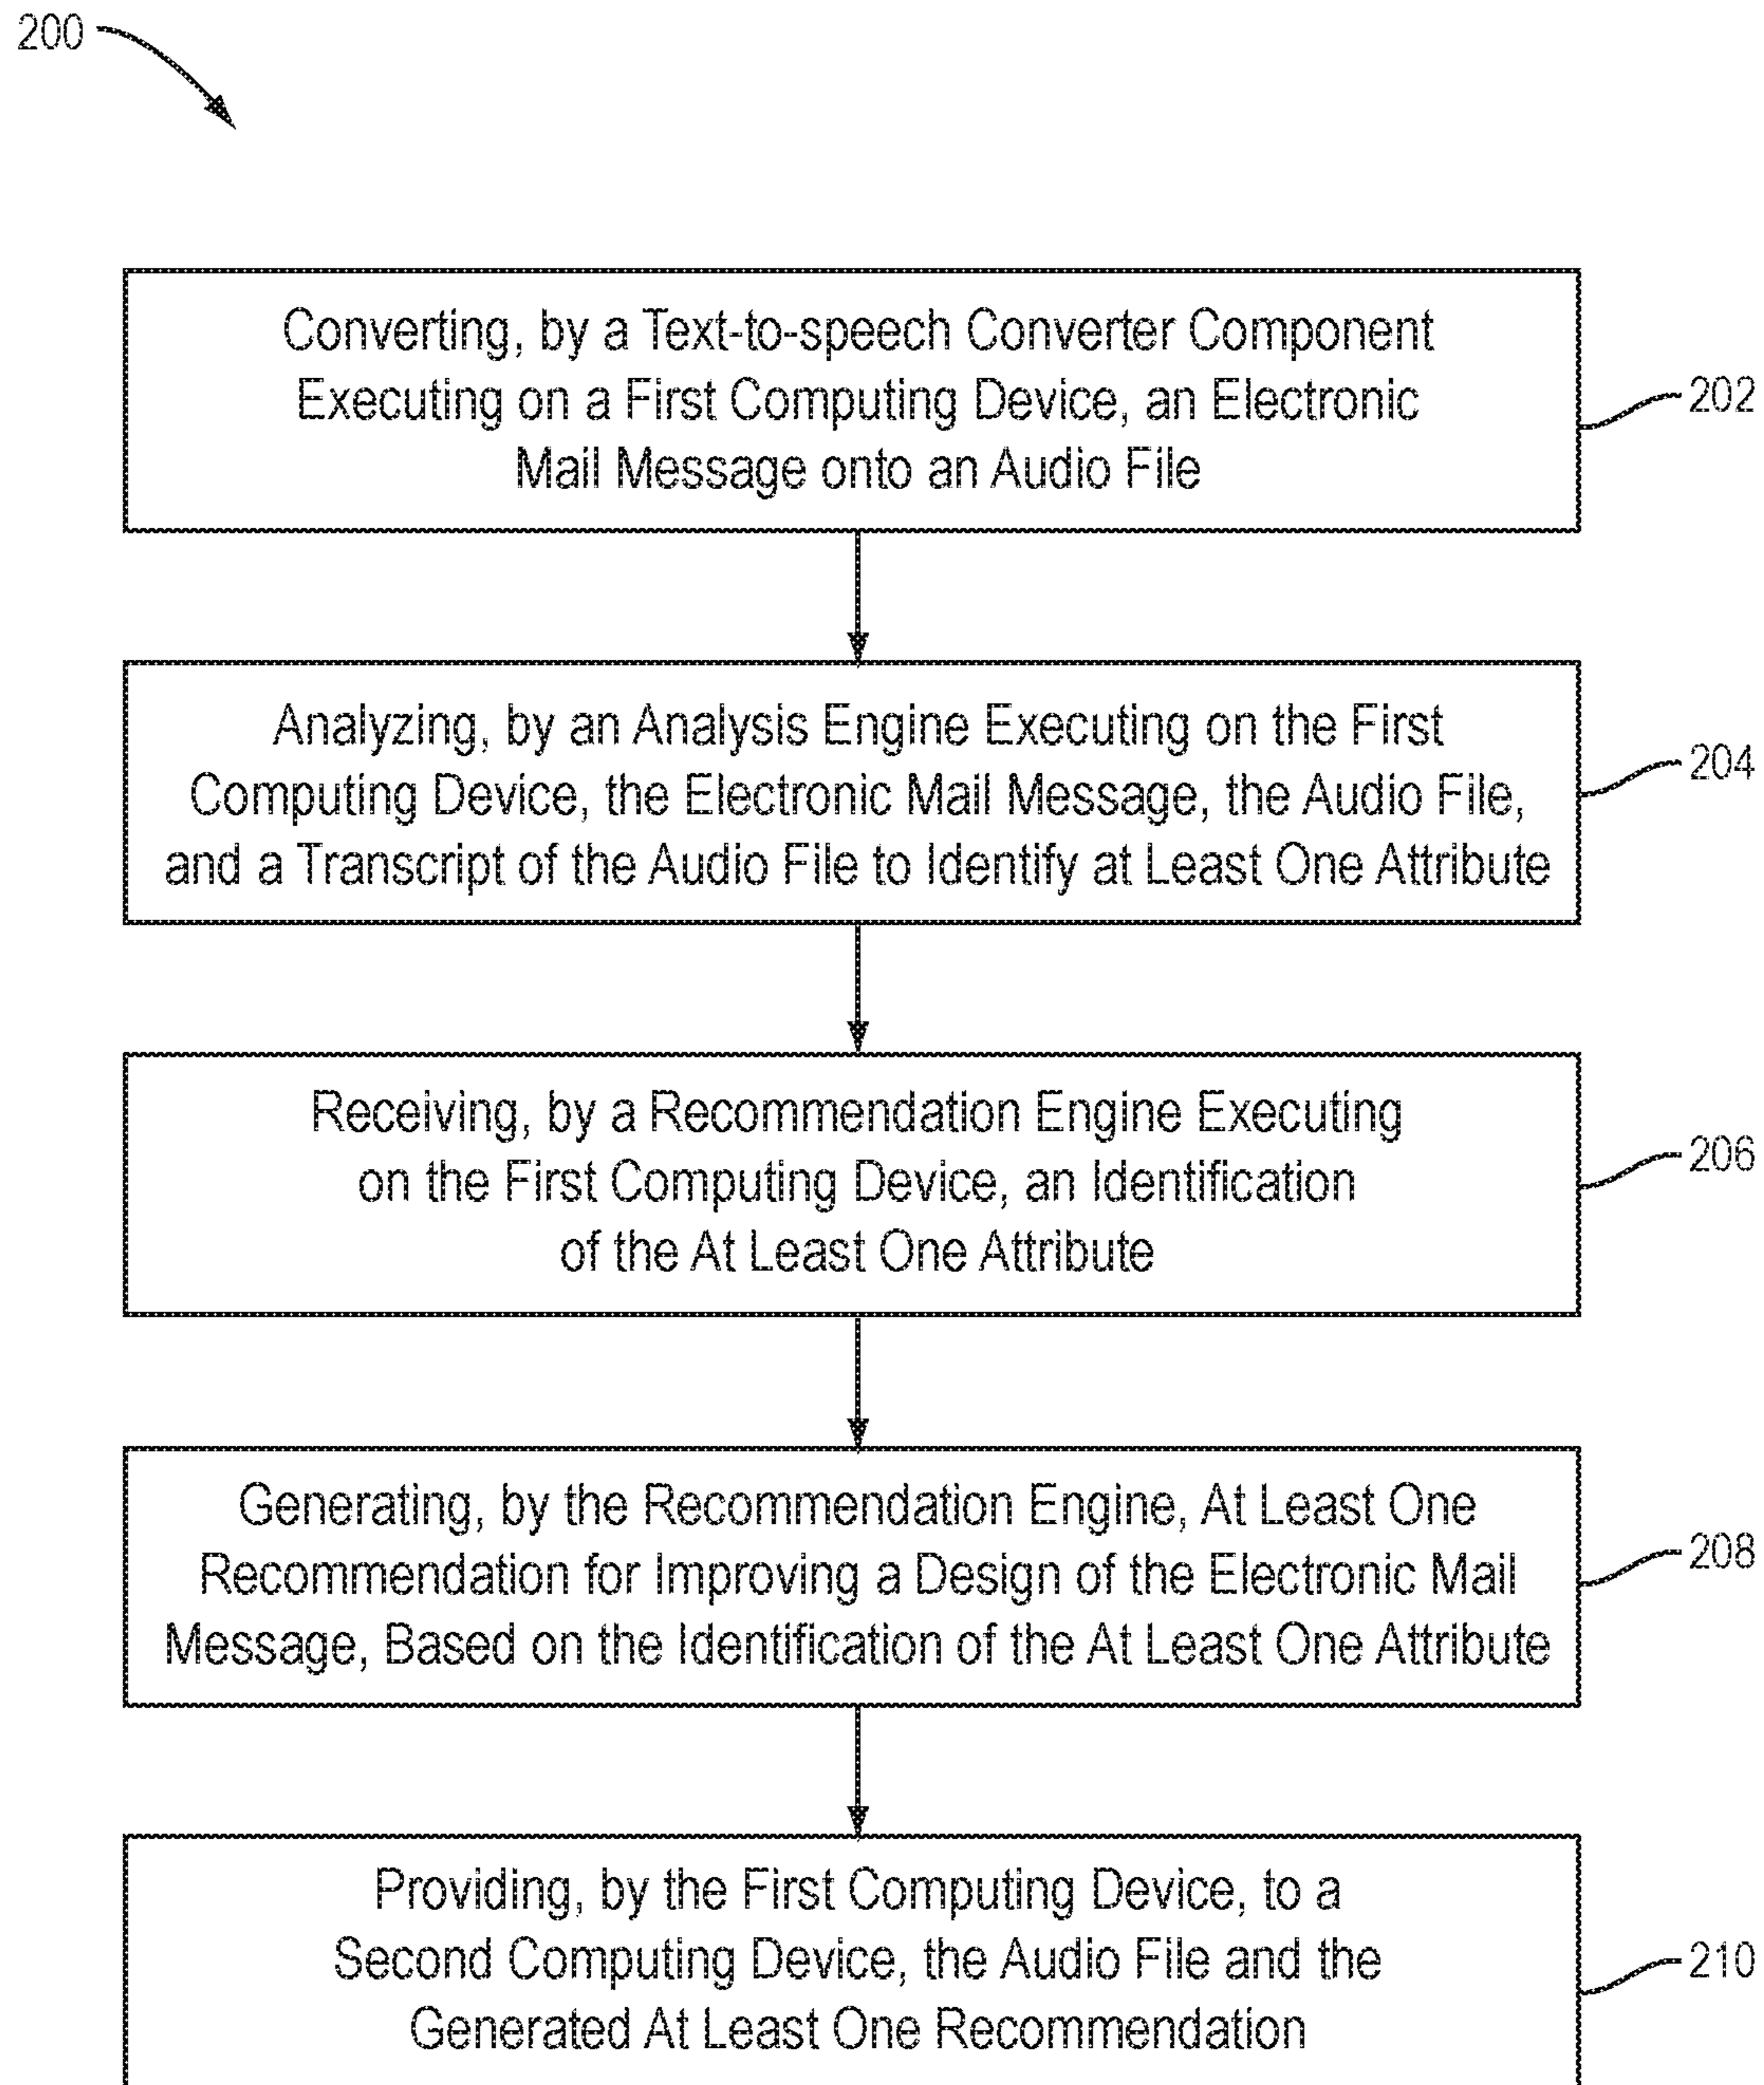 200
Converting, by a Text-to-speech Converter Component
Executing on a First Computing Device, an Electronic
Mail Message onto an Audio File
202
Analyzing, by an Analysis Engine Executing on the First
Computing Device, the Electronic Mail Message, the Audio File,
and a Transcript of the Audio File to Identify at Least One Attribute
204
Receiving, by a Recommendation Engine Executing
on the First Computing Device, an Identification
of the At Least One Attribute
206
Generating, by the Recommendation Engine, At Least One
Recommendation for Improving a Design of the Electronic Mail
Message, Based on the Identification of the At Least One Attribute
208
Providing, by the First Computing Device, to a
Second Computing Device, the Audio File and the
Generated At Least One Recommendation
210